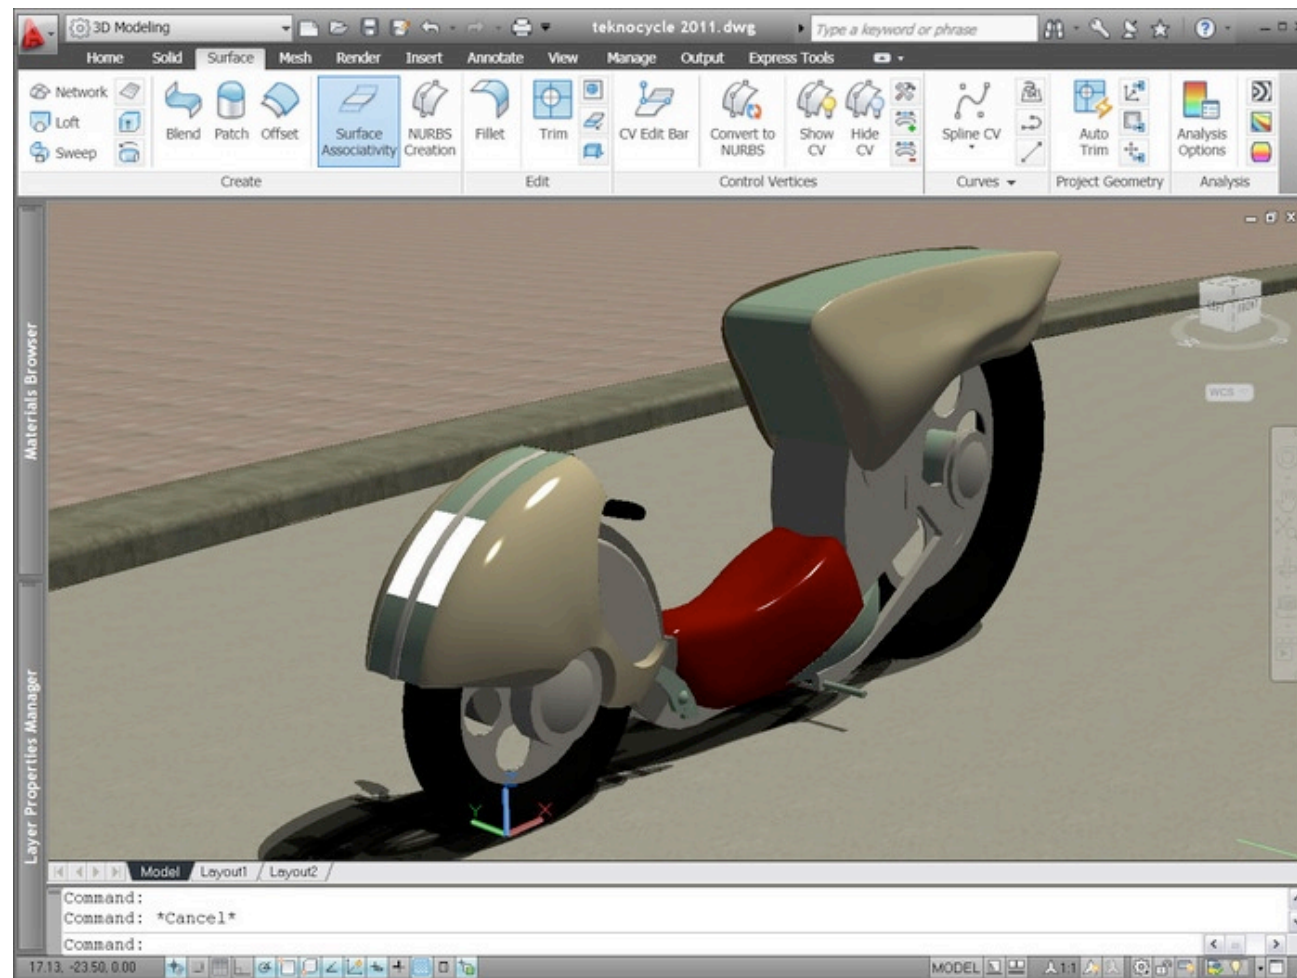 3D Modeling
teknocycle 2011.dwg
Type a keyword or phrase
Home Solid Surface Mesh Render Insert Annotate View Manage Output Express Tools
Network
Loft
Sweep
Blend Patch Offset
Surface
Associativity
NURBS
Creation
Fillet
Trim
CV Edit Bar
Convert to
NURBS
Show
CV
Hide
CV
Spline CV
Auto
Trim
Analysis
Options
Create Edit Control Vertices Curves Project Geometry Analysis
Materials Browser
Layer Properties Manager
LEFT FRONT
WCS
Y X
Model Layout1 Layout2
Command:
Command: *Cancel*
Command:
17.13, -23.50, 0.00 MODEL 1:1